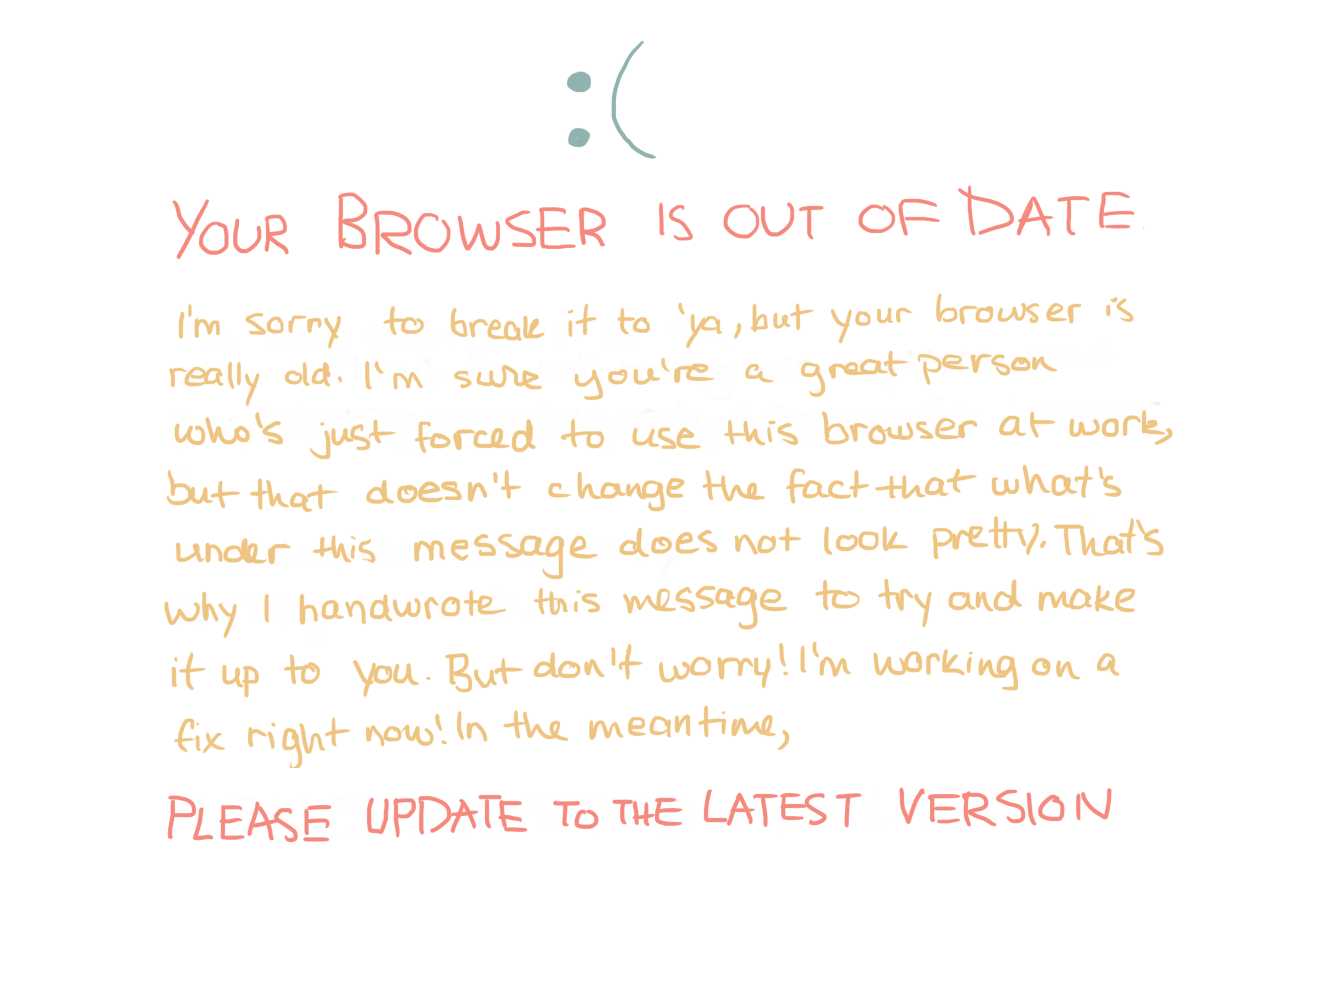 :(
YOUR BROWSER IS OUT OF DATE
I'm sorry to break it to 'ya, but your browser is
really old. I'm sure you're a great person
who's just forced to use this browser at work,
but that doesn't change the fact that what's
under this message does not look pretty. That's
why I handwrote this message to try and make
it up to you. But don't worry! I'm working on a
fix right now! In the meantime,
PLEASE UPDATE TO THE LATEST VERSION